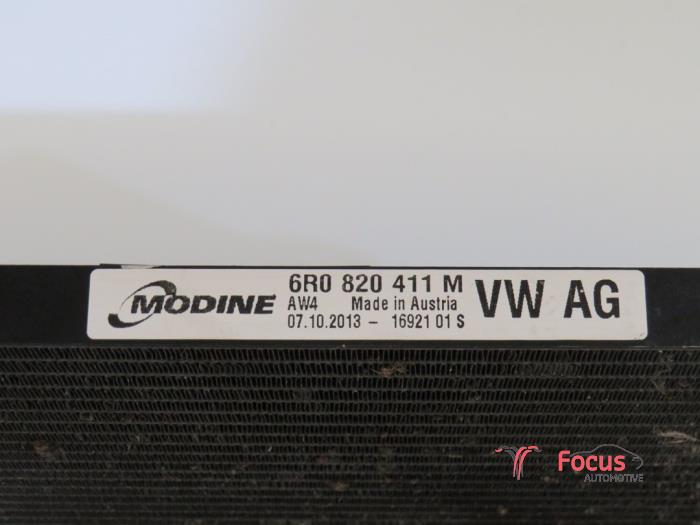 MODINE
6R0 820 411 M
AW4 Made in Austria
07.10.2013 – 16921 01 S
VW AG
Focus
AUTOMOTIVE